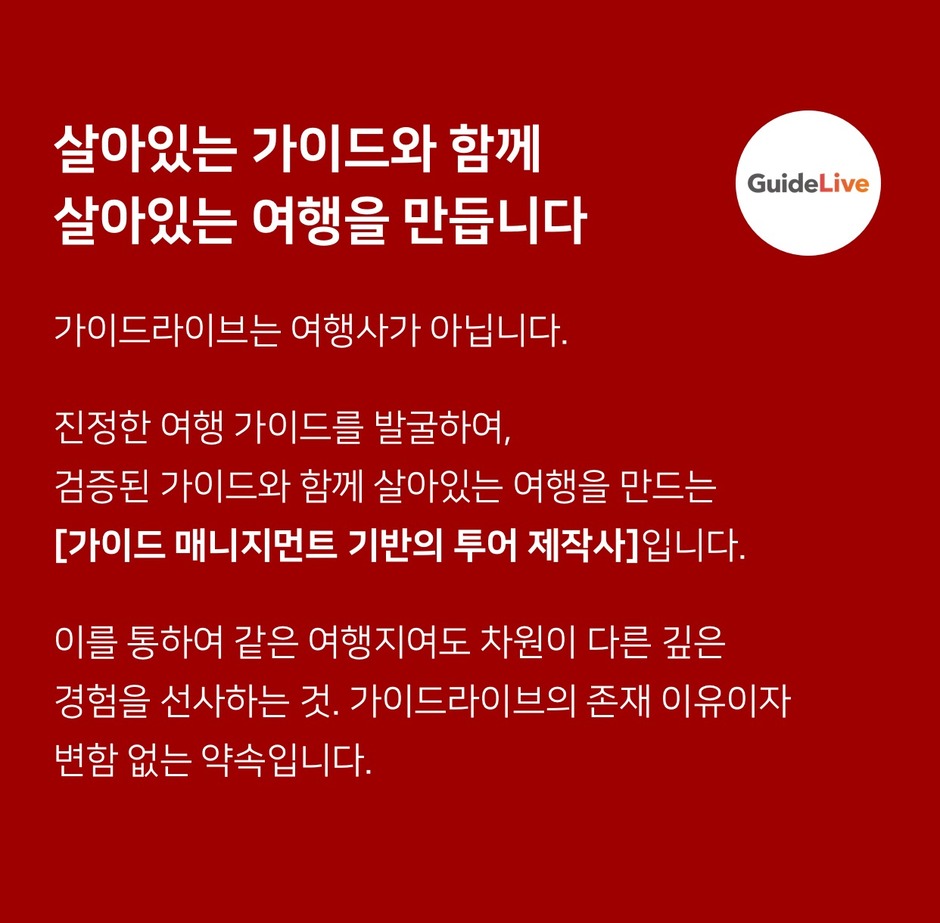 살아있는 가이드와 함께
살아있는 여행을 만듭니다
GuideLive
가이드라이브는 여행사가 아닙니다.
진정한 여행 가이드를 발굴하여,
검증된 가이드와 함께 살아있는 여행을 만드는
[가이드 매니지먼트 기반의 투어 제작사]입니다.
이를 통하여 같은 여행지여도 차원이 다른 깊은
경험을 선사하는 것. 가이드라이브의 존재 이유이자
변함 없는 약속입니다.